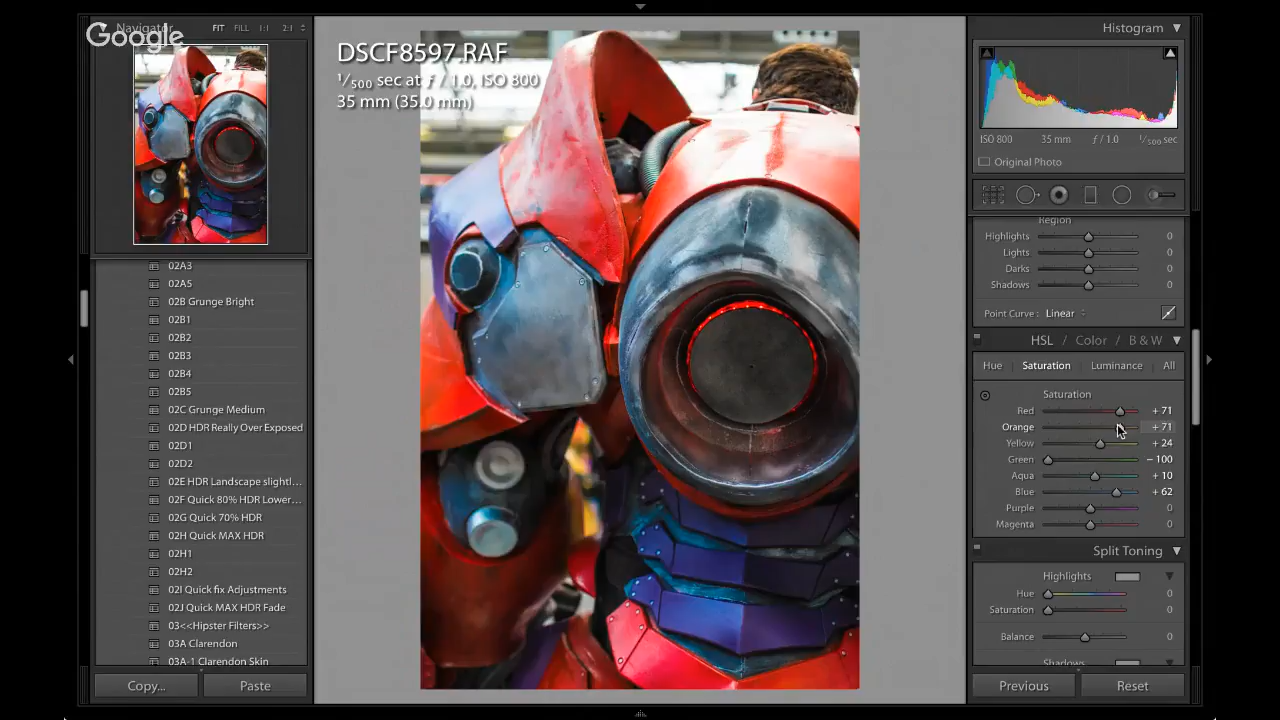 Navigator FIT FILL 1:1 2:1
Google
DSCF8597.RAF
1/500 sec at f / 1.0, ISO 800
35 mm (35.0 mm)
02A3
02A5
02B Grunge Bright
02B1
02B2
02B3
02B4
02B5
02C Grunge Medium
02D HDR Really Over Exposed
02D1
02D2
02E HDR Landscape slightl...
02F Quick 80% HDR Lower...
02G Quick 70% HDR
02H Quick MAX HDR
02H1
02H2
02I Quick fix Adjustments
02J Quick MAX HDR Fade
03<<Hipster Filters>>
03A Clarendon
03A-1 Clarendon Skin
Copy...
Paste
Histogram
ISO 800 35 mm f / 1.0 1/500 sec
Original Photo
Region
Highlights 0
Lights 0
Darks 0
Shadows 0
Point Curve : Linear
HSL / Color / B & W
Hue Saturation Luminance All
Saturation
Red + 71
Orange + 71
Yellow + 24
Green − 100
Aqua + 10
Blue + 62
Purple 0
Magenta 0
Split Toning
Highlights
Hue 0
Saturation 0
Balance 0
Shadows
Previous
Reset